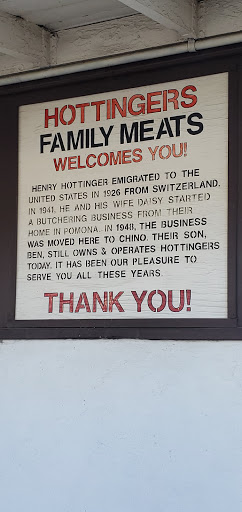 HOTTINGERS
FAMILY MEATS
WELCOMES YOU!
HENRY HOTTINGER EMIGRATED TO THE
UNITED STATES IN 1926 FROM SWITZERLAND.
IN 1941, HE AND HIS WIFE DAISY STARTED
A BUTCHERING BUSINESS FROM THEIR
HOME IN POMONA. IN 1948, THE BUSINESS
WAS MOVED HERE TO CHINO. THEIR SON,
BEN, STILL OWNS & OPERATES HOTTINGERS
TODAY. IT HAS BEEN OUR PLEASURE TO
SERVE YOU ALL THESE YEARS.
THANK YOU!